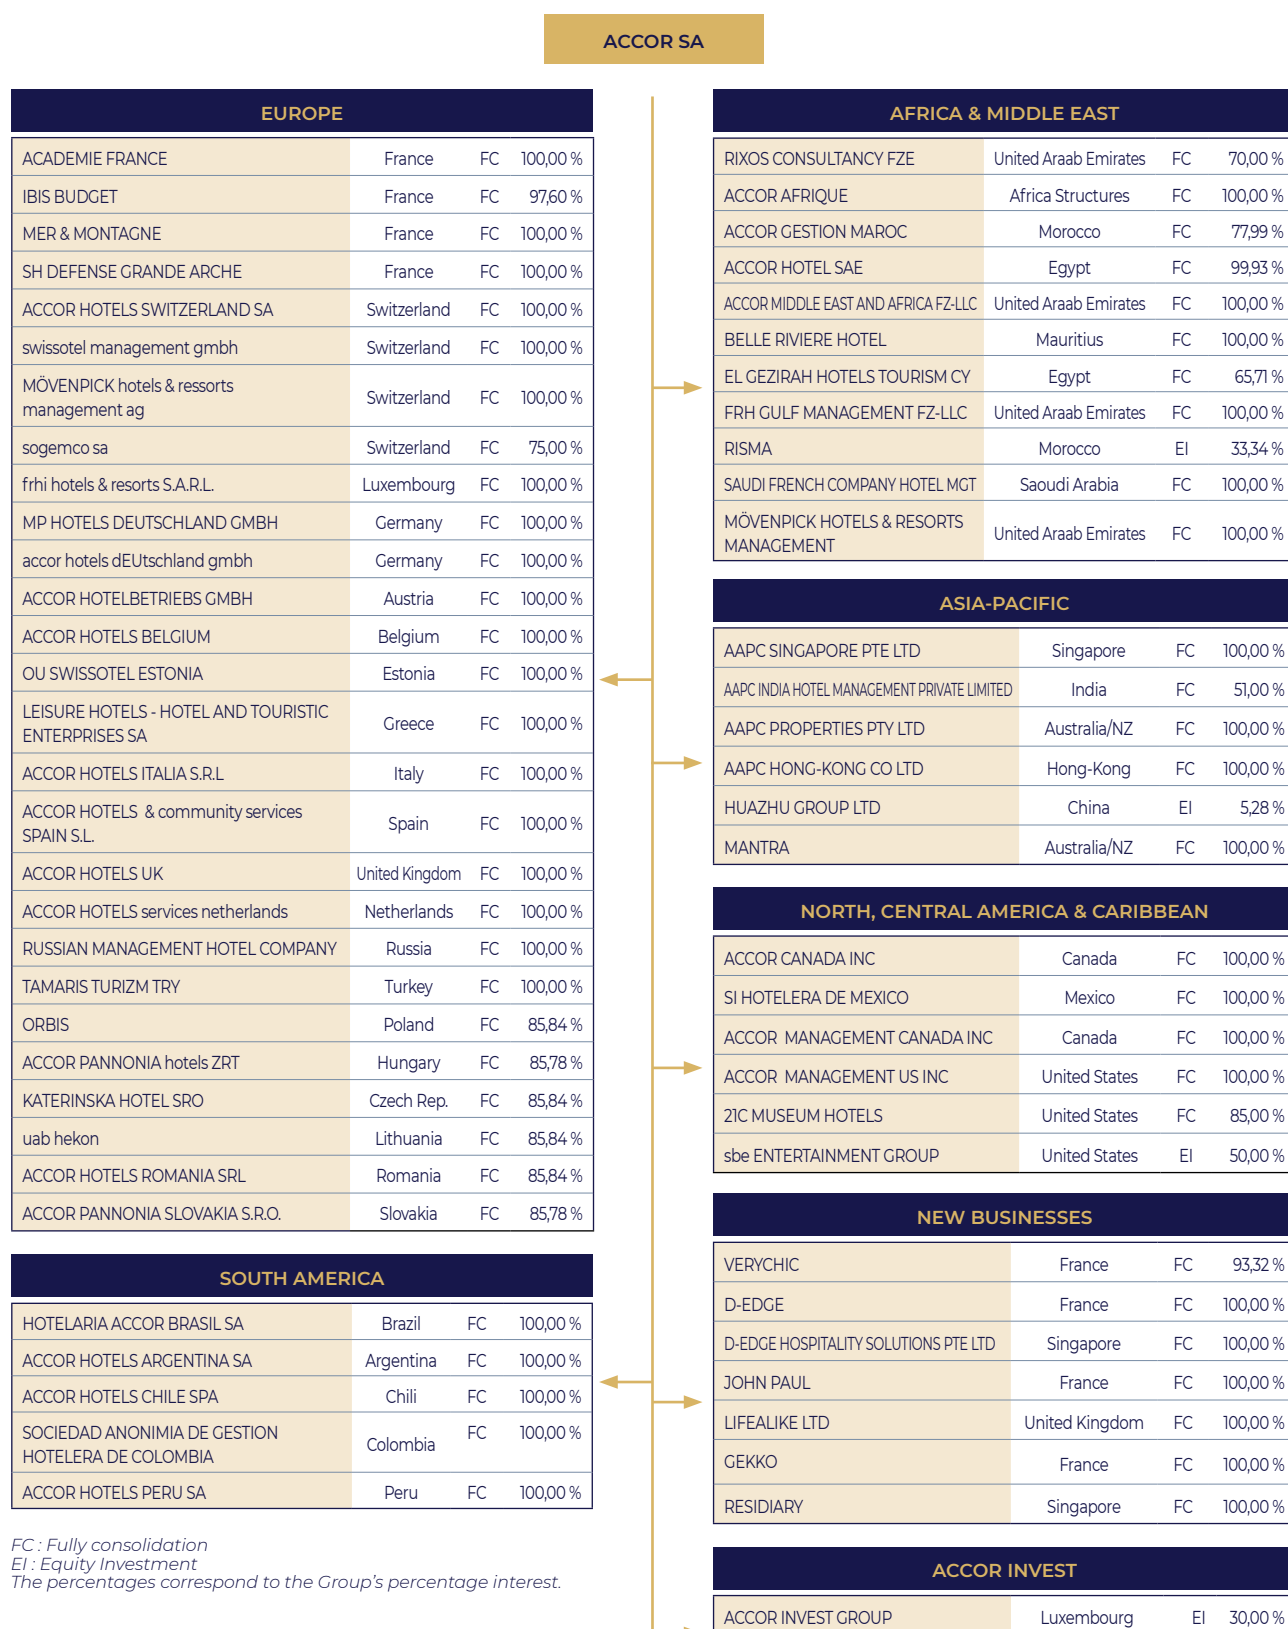 ACCOR SA
EUROPE
ACADEMIE FRANCE France FC 100,00 %
IBIS BUDGET France FC 97,60 %
MER & MONTAGNE France FC 100,00 %
SH DEFENSE GRANDE ARCHE France FC 100,00 %
ACCOR HOTELS SWITZERLAND SA Switzerland FC 100,00 %
swissotel management gmbh Switzerland FC 100,00 %
MÖVENPICK hotels & ressorts
management ag Switzerland FC 100,00 %
sogemco sa Switzerland FC 75,00 %
frhi hotels & resorts S.A.R.L. Luxembourg FC 100,00 %
MP HOTELS DEUTSCHLAND GMBH Germany FC 100,00 %
accor hotels dEUtschland gmbh Germany FC 100,00 %
ACCOR HOTELBETRIEBS GMBH Austria FC 100,00 %
ACCOR HOTELS BELGIUM Belgium FC 100,00 %
OU SWISSOTEL ESTONIA Estonia FC 100,00 %
LEISURE HOTELS - HOTEL AND TOURISTIC
ENTERPRISES SA Greece FC 100,00 %
ACCOR HOTELS ITALIA S.R.L Italy FC 100,00 %
ACCOR HOTELS & community services
SPAIN S.L. Spain FC 100,00 %
ACCOR HOTELS UK United Kingdom FC 100,00 %
ACCOR HOTELS services netherlands Netherlands FC 100,00 %
RUSSIAN MANAGEMENT HOTEL COMPANY Russia FC 100,00 %
TAMARIS TURIZM TRY Turkey FC 100,00 %
ORBIS Poland FC 85,84 %
ACCOR PANNONIA hotels ZRT Hungary FC 85,78 %
KATERINSKA HOTEL SRO Czech Rep. FC 85,84 %
uab hekon Lithuania FC 85,84 %
ACCOR HOTELS ROMANIA SRL Romania FC 85,84 %
ACCOR PANNONIA SLOVAKIA S.R.O. Slovakia FC 85,78 %
SOUTH AMERICA
HOTELARIA ACCOR BRASIL SA Brazil FC 100,00 %
ACCOR HOTELS ARGENTINA SA Argentina FC 100,00 %
ACCOR HOTELS CHILE SPA Chili FC 100,00 %
SOCIEDAD ANONIMIA DE GESTION
HOTELERA DE COLOMBIA Colombia FC 100,00 %
ACCOR HOTELS PERU SA Peru FC 100,00 %
FC : Fully consolidation
EI : Equity Investment
The percentages correspond to the Group's percentage interest.
AFRICA & MIDDLE EAST
RIXOS CONSULTANCY FZE United Araab Emirates FC 70,00 %
ACCOR AFRIQUE Africa Structures FC 100,00 %
ACCOR GESTION MAROC Morocco FC 77,99 %
ACCOR HOTEL SAE Egypt FC 99,93 %
ACCOR MIDDLE EAST AND AFRICA FZ-LLC United Araab Emirates FC 100,00 %
BELLE RIVIERE HOTEL Mauritius FC 100,00 %
EL GEZIRAH HOTELS TOURISM CY Egypt FC 65,71 %
FRH GULF MANAGEMENT FZ-LLC United Araab Emirates FC 100,00 %
RISMA Morocco EI 33,34 %
SAUDI FRENCH COMPANY HOTEL MGT Saoudi Arabia FC 100,00 %
MÖVENPICK HOTELS & RESORTS
MANAGEMENT United Araab Emirates FC 100,00 %
ASIA-PACIFIC
AAPC SINGAPORE PTE LTD Singapore FC 100,00 %
AAPC INDIA HOTEL MANAGEMENT PRIVATE LIMITED India FC 51,00 %
AAPC PROPERTIES PTY LTD Australia/NZ FC 100,00 %
AAPC HONG-KONG CO LTD Hong-Kong FC 100,00 %
HUAZHU GROUP LTD China EI 5,28 %
MANTRA Australia/NZ FC 100,00 %
NORTH, CENTRAL AMERICA & CARIBBEAN
ACCOR CANADA INC Canada FC 100,00 %
SI HOTELERA DE MEXICO Mexico FC 100,00 %
ACCOR MANAGEMENT CANADA INC Canada FC 100,00 %
ACCOR MANAGEMENT US INC United States FC 100,00 %
21C MUSEUM HOTELS United States FC 85,00 %
sbe ENTERTAINMENT GROUP United States EI 50,00 %
NEW BUSINESSES
VERYCHIC France FC 93,32 %
D-EDGE France FC 100,00 %
D-EDGE HOSPITALITY SOLUTIONS PTE LTD Singapore FC 100,00 %
JOHN PAUL France FC 100,00 %
LIFEALIKE LTD United Kingdom FC 100,00 %
GEKKO France FC 100,00 %
RESIDIARY Singapore FC 100,00 %
ACCOR INVEST
ACCOR INVEST GROUP Luxembourg EI 30,00 %